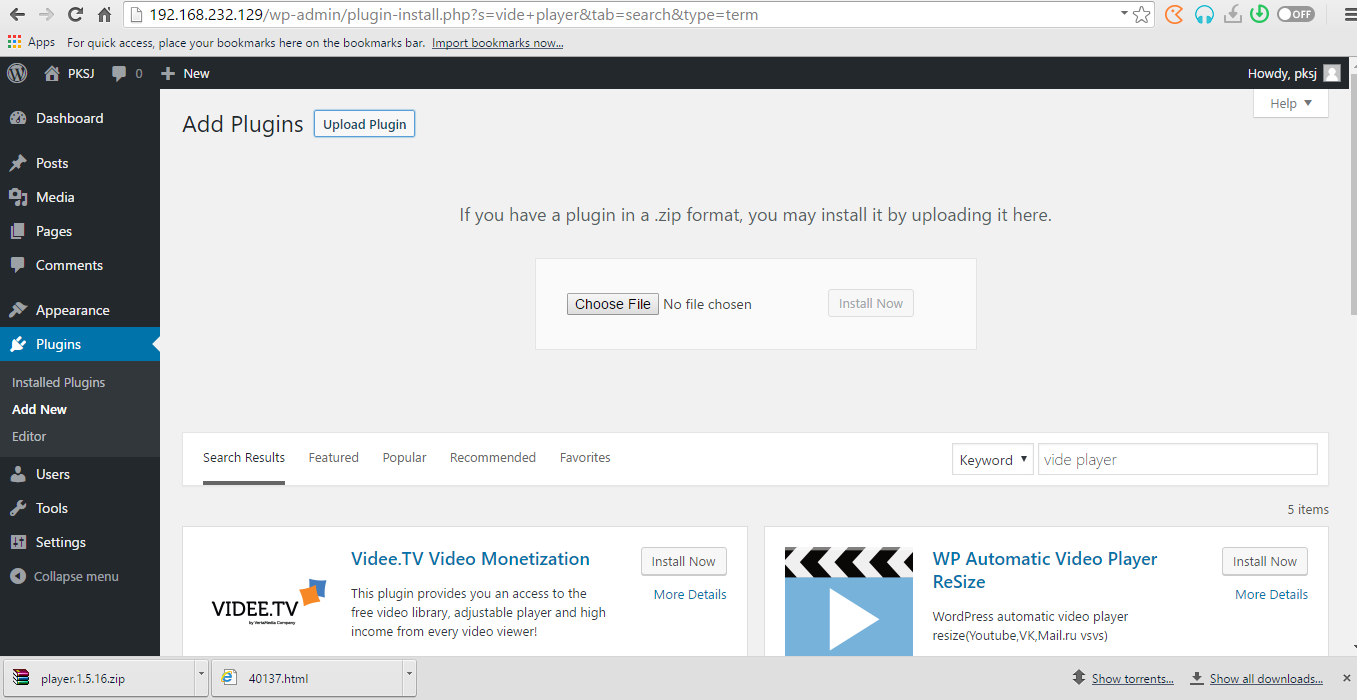 192.168.232.129/wp-admin/plugin-install.php?s=vide+player&tab=search&type=term
OFF
Apps
For quick access, place your bookmarks here on the bookmarks bar. Import bookmarks now...
PKSJ
0
New
Howdy, pksj
Help
Dashboard
Posts
Media
Pages
Comments
Appearance
Plugins
Installed Plugins
Add New
Editor
Users
Tools
Settings
Collapse menu
Add Plugins
Upload Plugin
If you have a plugin in a .zip format, you may install it by uploading it here.
Choose File No file chosen
Install Now
Search Results
Featured
Popular
Recommended
Favorites
Keyword
vide player
5 items
VIDEE.TV
by VertaMedia Company
Videe.TV Video Monetization
Install Now
More Details
This plugin provides you an access to the
free video library, adjustable player and high
income from every video viewer!
WP Automatic Video Player
ReSize
Install Now
More Details
WordPress automatic video player
resize(Youtube,VK,Mail.ru vsvs)
player.1.5.16.zip
40137.html
Show torrents...
Show all downloads...